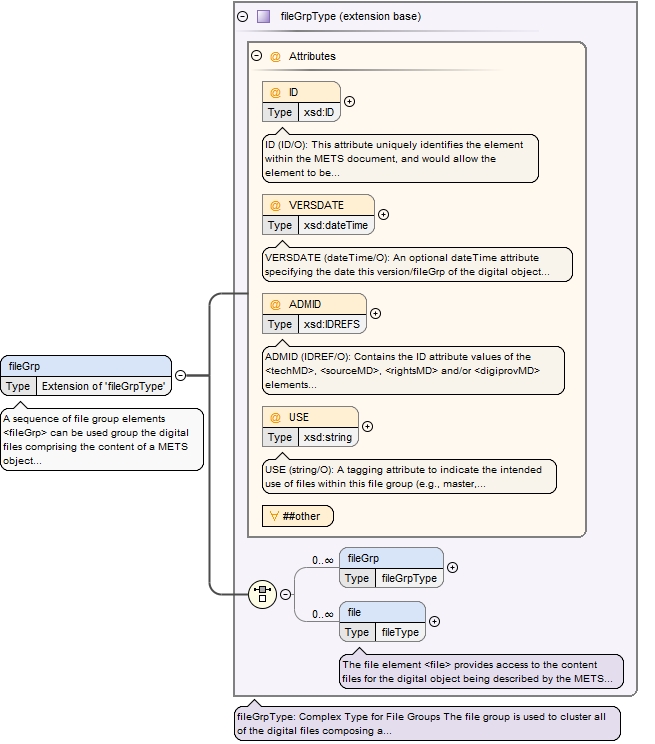 fileGrpType (extension base)
@ Attributes
@ ID
Type xsd:ID
ID (ID/O): This attribute uniquely identifies the element
within the METS document, and would allow the
element to be...
@ VERSDATE
Type xsd:dateTime
VERSDATE (dateTime/O): An optional dateTime attribute
specifying the date this version/fileGrp of the digital object...
@ ADMID
Type xsd:IDREFS
ADMID (IDREF/O): Contains the ID attribute values of the
<techMD>, <sourceMD>, <rightsMD> and/or <digiprovMD>
elements...
@ USE
Type xsd:string
USE (string/O): A tagging attribute to indicate the intended
use of files within this file group (e.g., master,...
∀ ##other
fileGrp
Type Extension of 'fileGrpType'
A sequence of file group elements
<fileGrp> can be used group the digital
files comprising the content of a METS
object...
0..∞
fileGrp
Type fileGrpType
0..∞
file
Type fileType
The file element <file> provides access to the content
files for the digital object being described by the METS...
fileGrpType: Complex Type for File Groups The file group is used to cluster all
of the digital files composing a...